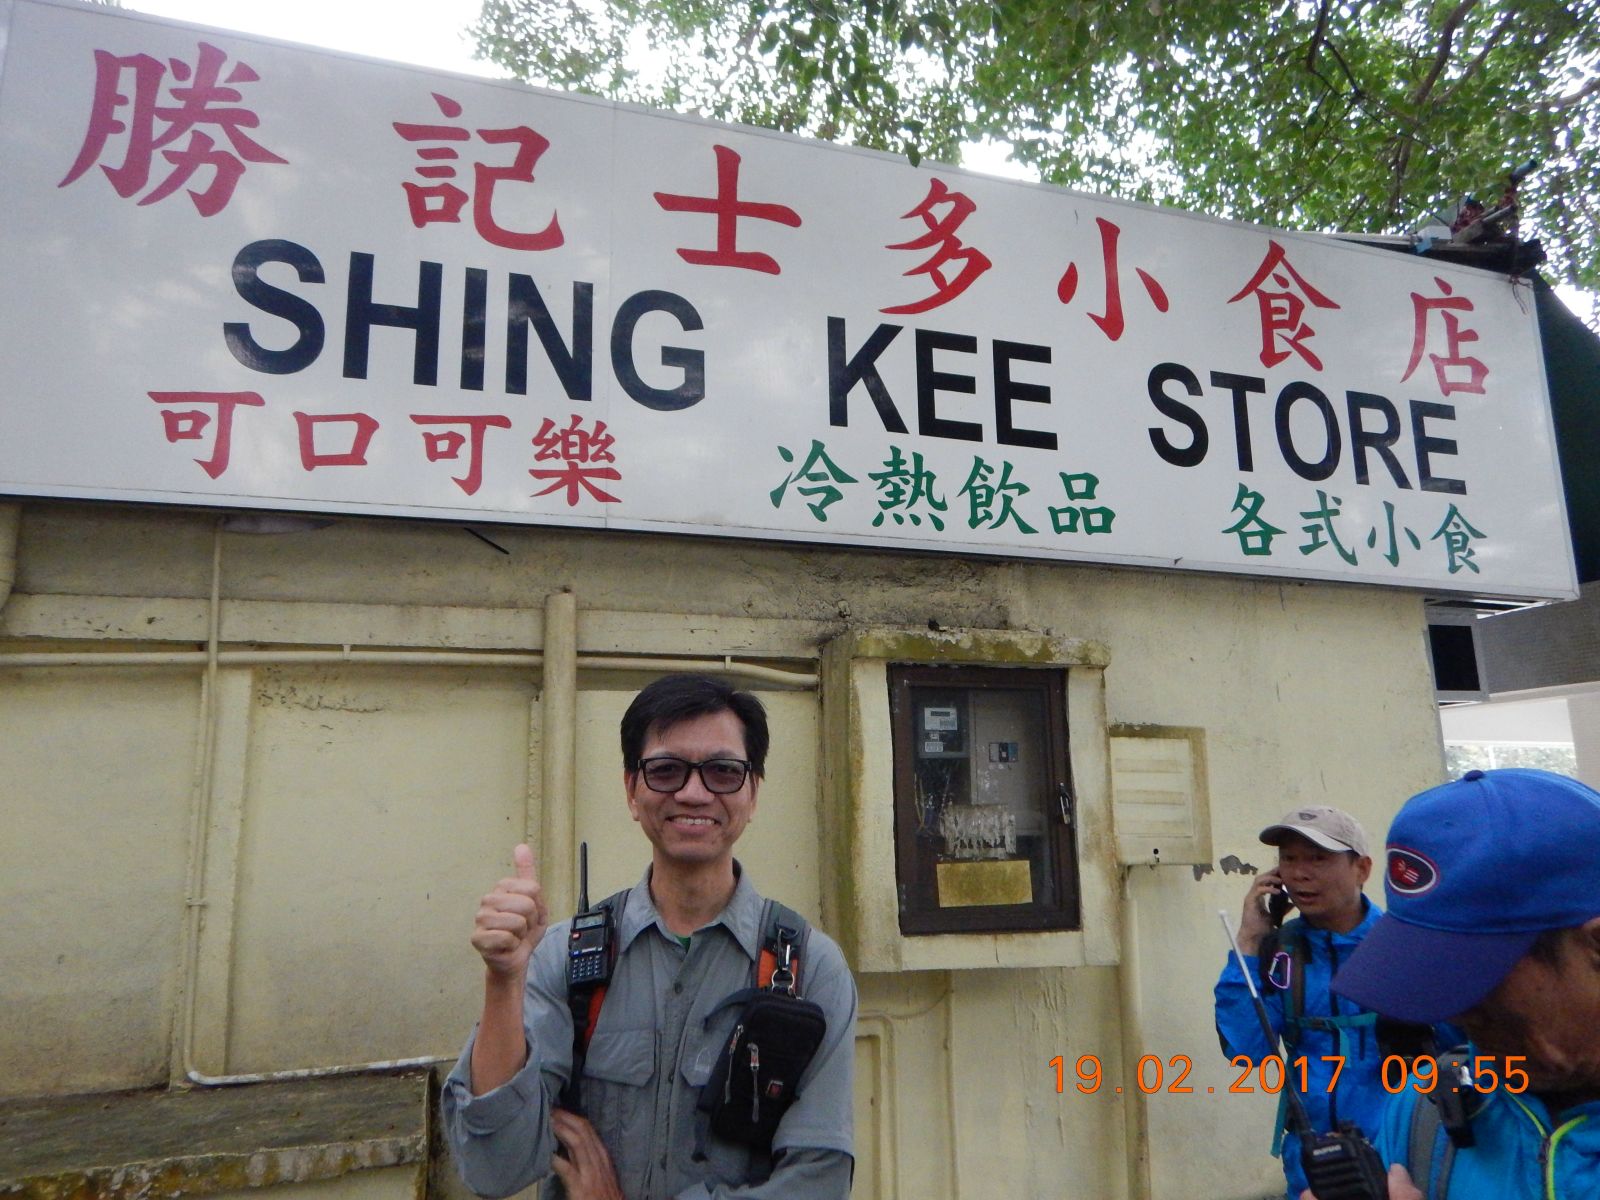 勝記士多小食店
SHING KEE STORE
可口可樂 冷熱飲品 各式小食
19.02.2017 09:55